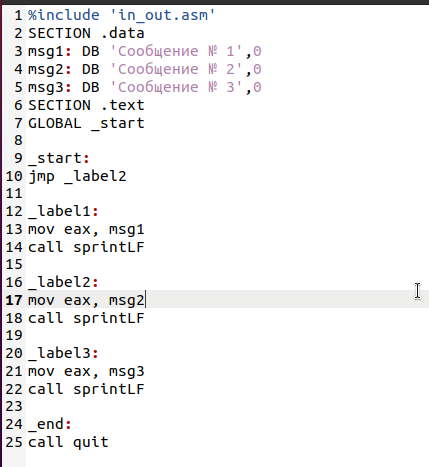 1 %include 'in_out.asm'
2 SECTION .data
3 msg1: DB 'Сообщение № 1',0
4 msg2: DB 'Сообщение № 2',0
5 msg3: DB 'Сообщение № 3',0
6 SECTION .text
7 GLOBAL _start
8
9 _start:
10 jmp _label2
11
12 _label1:
13 mov eax, msg1
14 call sprintLF
15
16 _label2:
17 mov eax, msg2
18 call sprintLF
19
20 _label3:
21 mov eax, msg3
22 call sprintLF
23
24 _end:
25 call quit